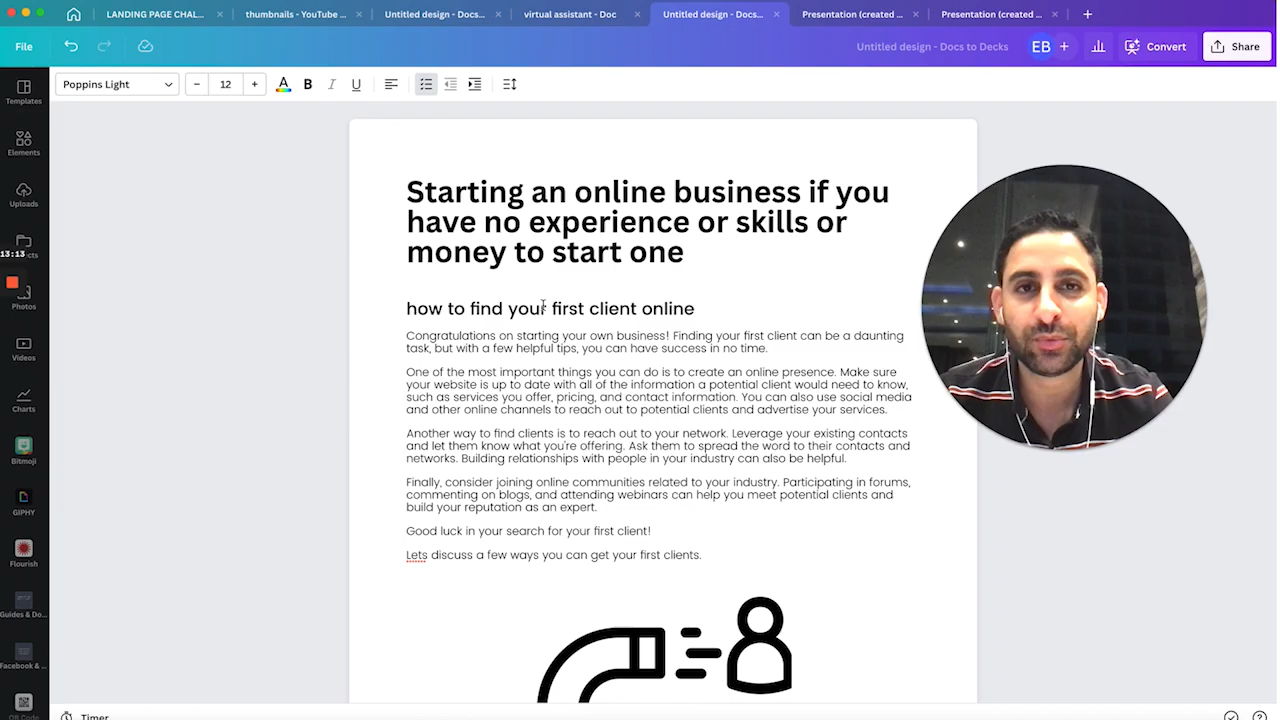 LANDING PAGE CHAL...
thumbnails - YouTube ...
Untitled design - Docs...
virtual assistant - Doc
Untitled design - Docs...
Presentation (created ...
Presentation (created ...
File
Untitled design - Docs to Decks
EB
Convert
Share
Poppins Light
12
A
B
I
U
Templates
Elements
Uploads
13:13
cts
Photos
Videos
Charts
Bitmoji
GIPHY
Flourish
Guides & Do...
Facebook & ...
QR Code
Starting an online business if you
have no experience or skills or
money to start one
how to find your first client online
Congratulations on starting your own business! Finding your first client can be a daunting
task, but with a few helpful tips, you can have success in no time.
One of the most important things you can do is to create an online presence. Make sure
your website is up to date with all of the information a potential client would need to know,
such as services you offer, pricing, and contact information. You can also use social media
and other online channels to reach out to potential clients and advertise your services.
Another way to find clients is to reach out to your network. Leverage your existing contacts
and let them know what you're offering. Ask them to spread the word to their contacts and
networks. Building relationships with people in your industry can also be helpful.
Finally, consider joining online communities related to your industry. Participating in forums,
commenting on blogs, and attending webinars can help you meet potential clients and
build your reputation as an expert.
Good luck in your search for your first client!
Lets discuss a few ways you can get your first clients.
Timer